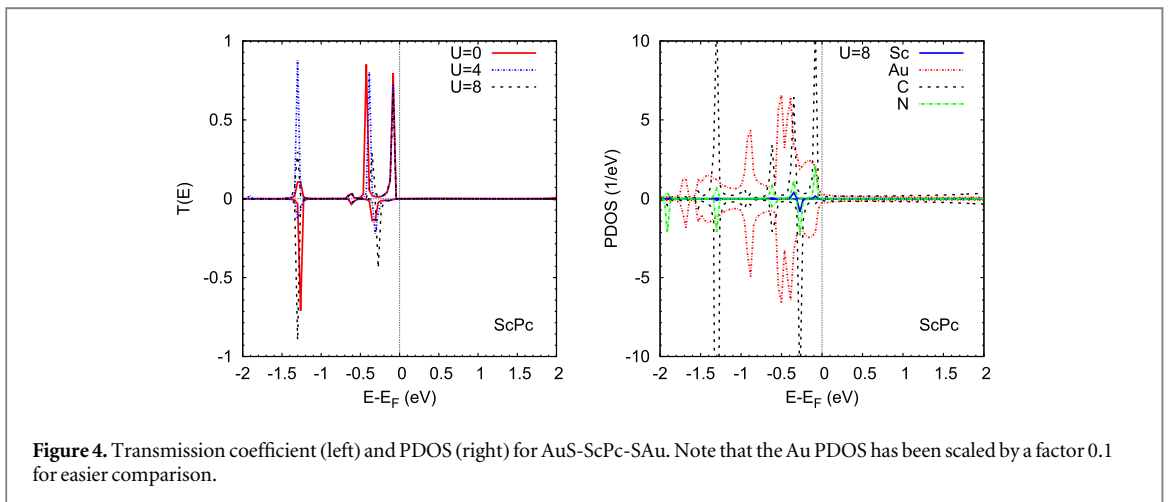 1
0.5
0
-0.5
-1
T(E)
-2
-1.5
-1
-0.5
0
0.5
1
1.5
2
E-E_F (eV)
U=0
U=4
U=8
ScPc
10
5
0
-5
-10
PDOS (1/eV)
-2
-1.5
-1
-0.5
0
0.5
1
1.5
2
E-E_F (eV)
U=8 Sc
Au
C
N
ScPc
Figure 4. Transmission coefficient (left) and PDOS (right) for AuS-ScPc-SAu. Note that the Au PDOS has been scaled by a factor 0.1
for easier comparison.